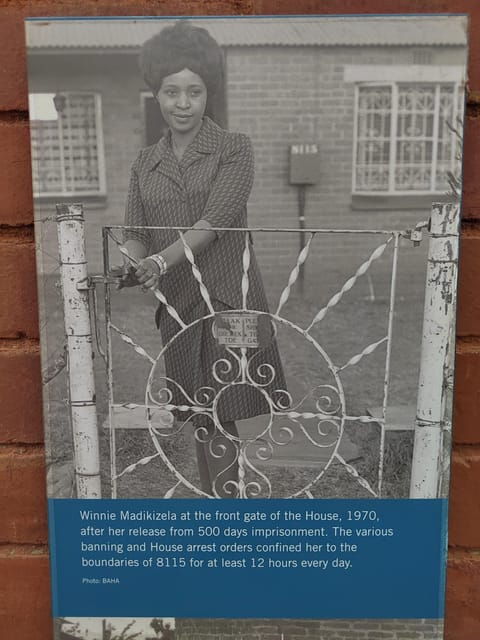 8115
Winnie Madikizela at the front gate of the House, 1970,
after her release from 500 days imprisonment. The various
banning and House arrest orders confined her to the
boundaries of 8115 for at least 12 hours every day.
Photo: BAHA